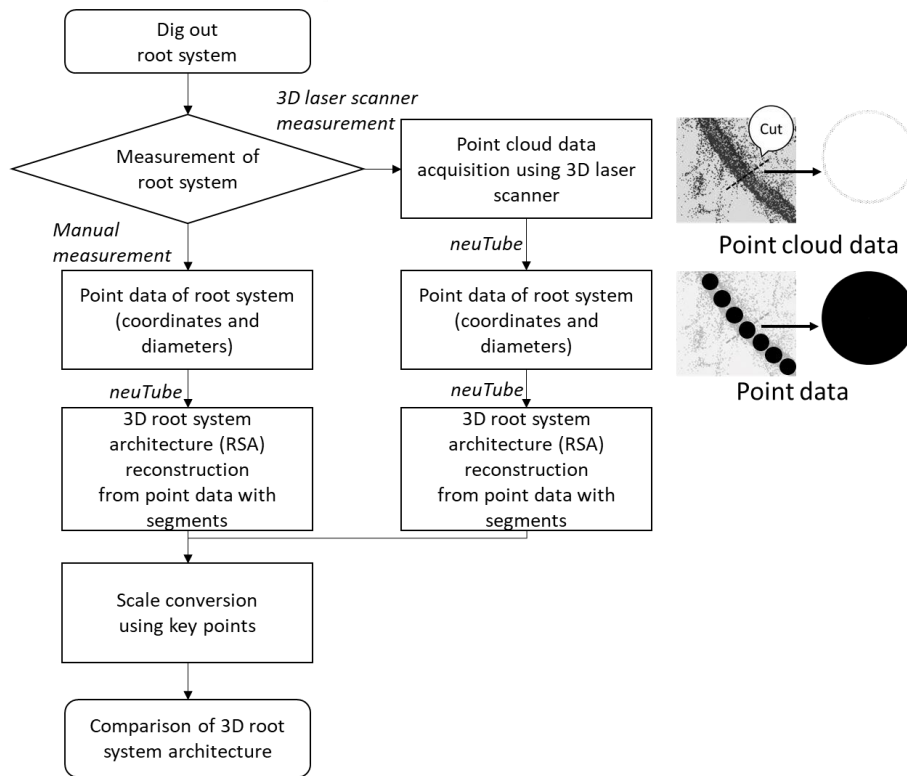 Dig out
root system
3D laser scanner
measurement
Measurement of
root system
Point cloud data
acquisition using 3D laser
scanner
Cut
Point cloud data
Manual
measurement
neuTube
Point data of root system
(coordinates and
diameters)
Point data of root system
(coordinates and
diameters)
Point data
neuTube
neuTube
3D root system
architecture (RSA)
reconstruction
from point data with
segments
3D root system
architecture (RSA)
reconstruction
from point data with
segments
Scale conversion
using key points
Comparison of 3D root
system architecture